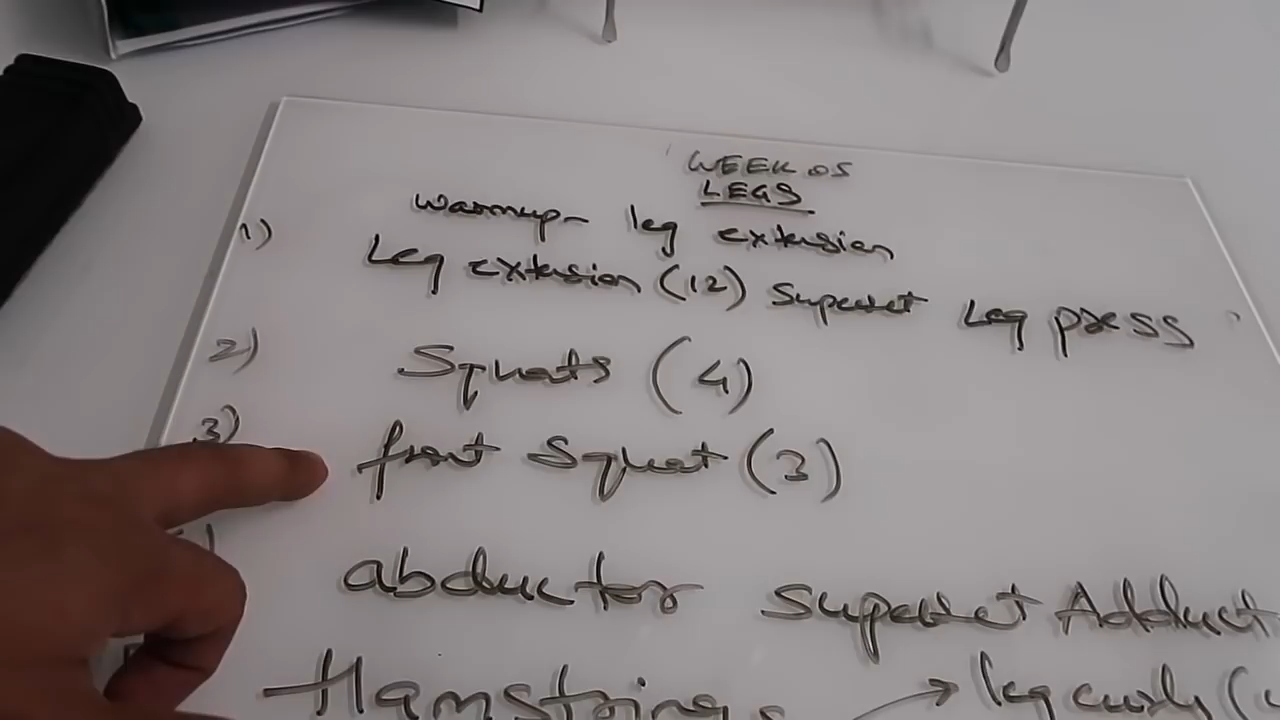 WEEK 05
LEGS
warmup- leg extension
1) Leg extension (12) Superset Leg press
2) Squats (4)
3) front Squat (3)
abductor Superset Adduct
Hamstrings → leg curls (